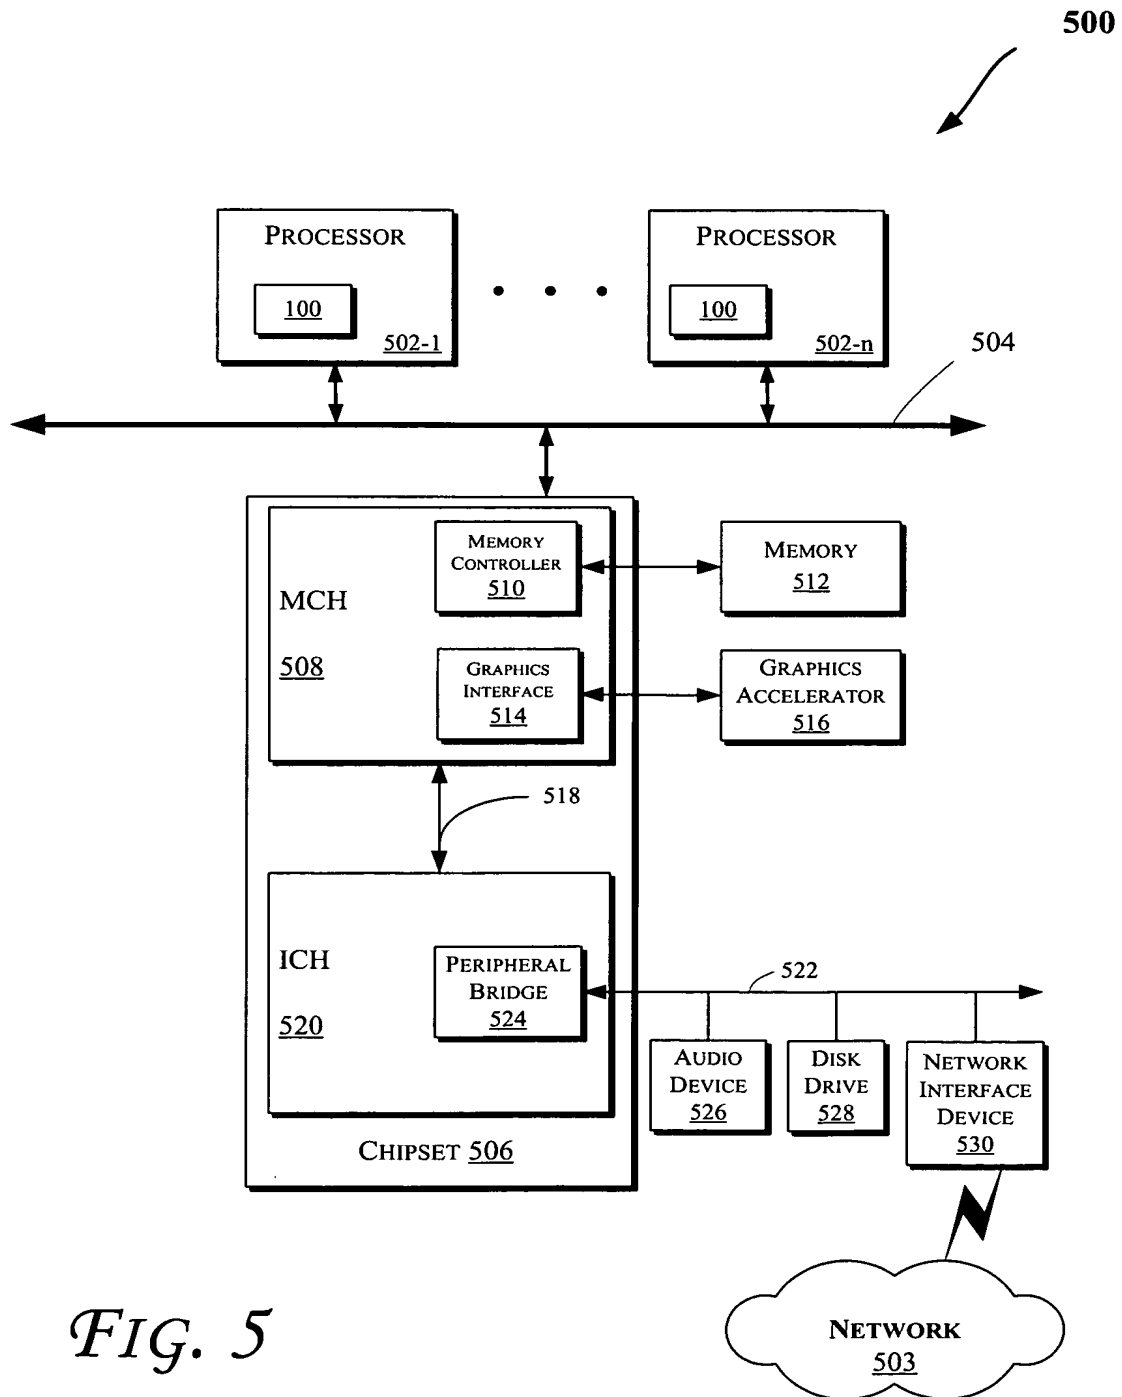 500
PROCESSOR
100
502-1
PROCESSOR
100
502-n
504
MEMORY
CONTROLLER
510
MEMORY
512
MCH
508
GRAPHICS
INTERFACE
514
GRAPHICS
ACCELERATOR
516
518
ICH
520
PERIPHERAL
BRIDGE
524
522
AUDIO
DEVICE
526
DISK
DRIVE
528
NETWORK
INTERFACE
DEVICE
530
CHIPSET 506
NETWORK
503
FIG. 5